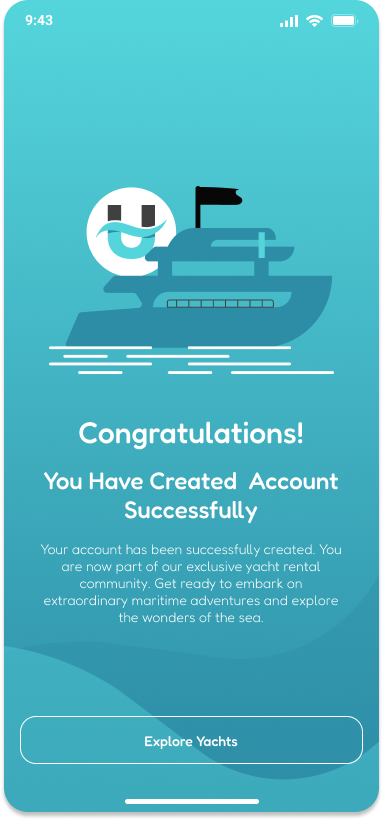 9:43
Congratulations!
You Have Created  Account
Successfully
Your account has been successfully created. You
are now part of our exclusive yacht rental
community. Get ready to embark on
extraordinary maritime adventures and explore
the wonders of the sea.
Explore Yachts